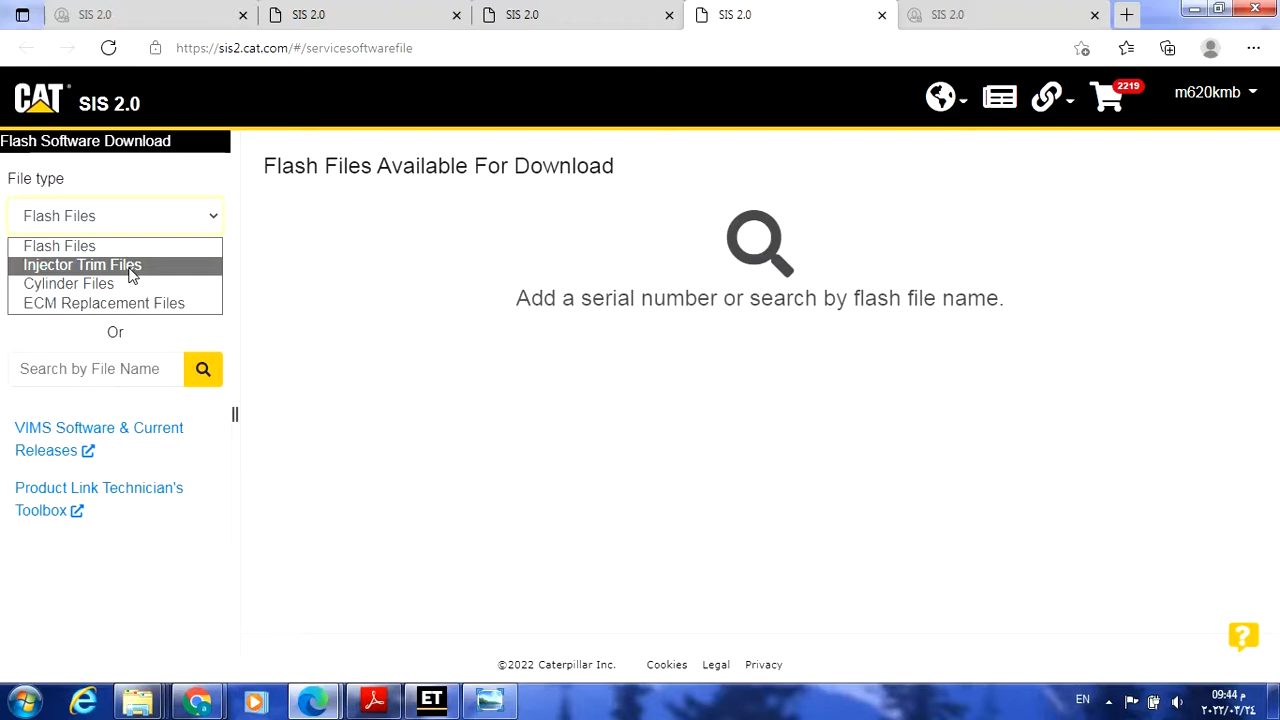 SIS 2.0
SIS 2.0
SIS 2.0
SIS 2.0
SIS 2.0
https://sis2.cat.com/#/servicesoftwarefile
CAT SIS 2.0
2219
m620kmb
Flash Software Download
File type
Flash Files
Flash Files
Injector Trim Files
Cylinder Files
ECM Replacement Files
Or
Search by File Name
VIMS Software & Current
Releases
Product Link Technician's
Toolbox
Flash Files Available For Download
Add a serial number or search by flash file name.
?
©2022 Caterpillar Inc. Cookies Legal Privacy
ET
EN
09:44 م
٢٠٢٢/٠٣/٢٤